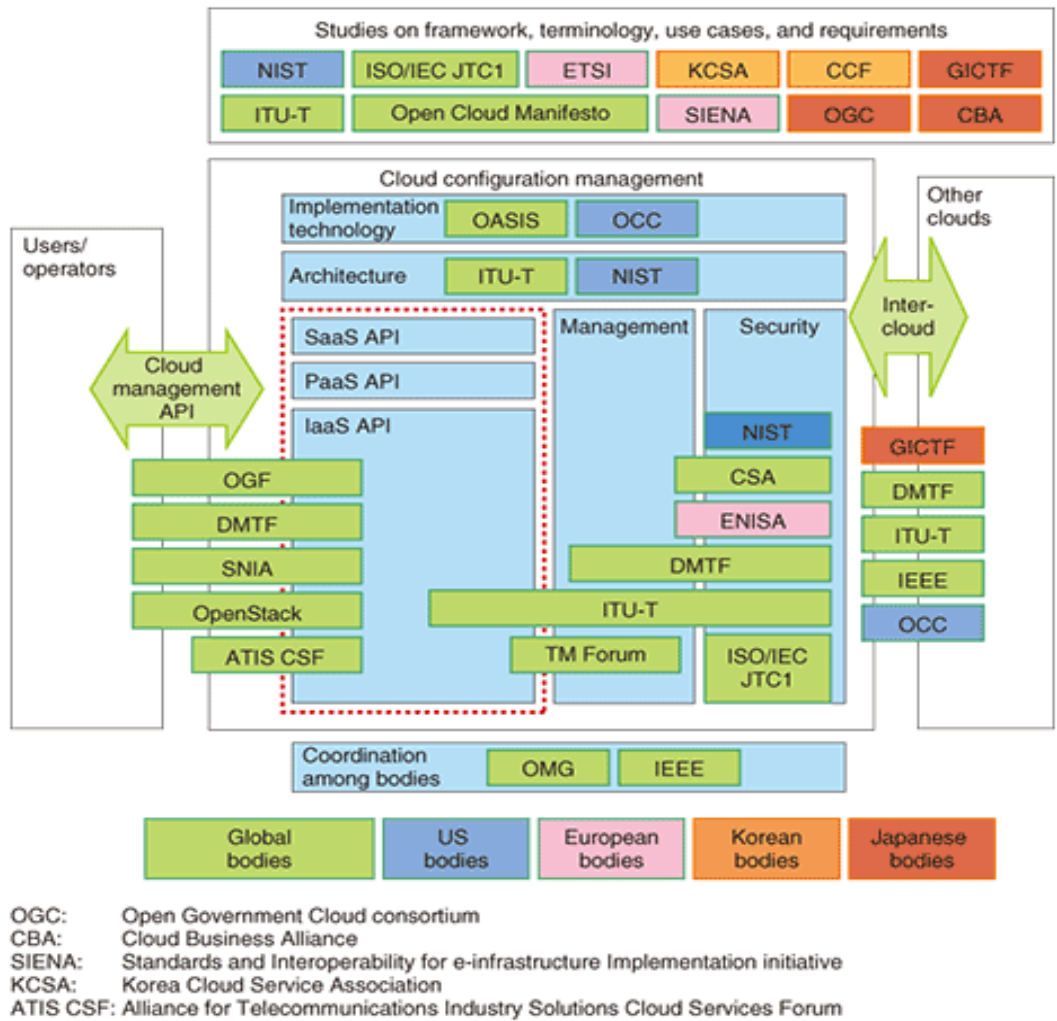 Studies on framework, terminology, use cases, and requirements
NIST
ISO/IEC JTC1
ETSI
KCSA
CCF
GICTF
ITU-T
Open Cloud Manifesto
SIENA
OGC
CBA
Cloud configuration management
Implementation
technology
OASIS
OCC
Architecture
ITU-T
NIST
Users/
operators
Other
clouds
Cloud
management
API
Inter-
cloud
SaaS API
PaaS API
IaaS API
Management
Security
OGF
DMTF
SNIA
OpenStack
ATIS CSF
NIST
CSA
ENISA
DMTF
ITU-T
TM Forum
ISO/IEC
JTC1
GICTF
DMTF
ITU-T
IEEE
OCC
Coordination
among bodies
OMG
IEEE
Global
bodies
US
bodies
European
bodies
Korean
bodies
Japanese
bodies
OGC: Open Government Cloud consortium
CBA: Cloud Business Alliance
SIENA: Standards and Interoperability for e-infrastructure Implementation initiative
KCSA: Korea Cloud Service Association
ATIS CSF: Alliance for Telecommunications Industry Solutions Cloud Services Forum